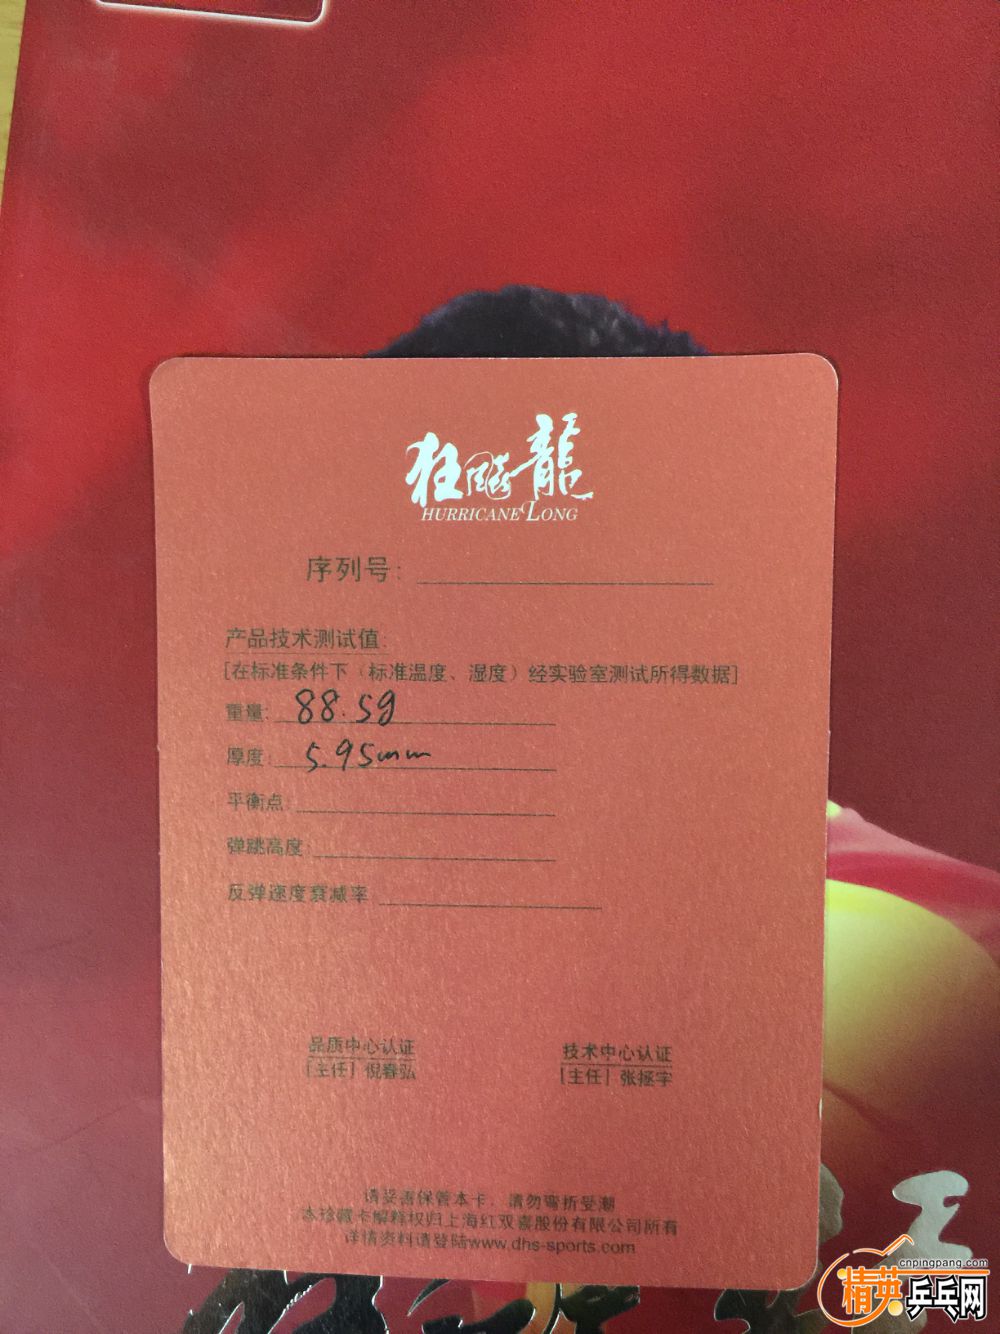 狂飚龍
HURRICANE LONG
序列号:
产品技术测试值:
[在标准条件下(标准温度、湿度)经实验室测试所得数据]
重量: 88.5g
厚度: 5.95mm
平衡点:
弹跳高度:
反弹速度衰减率
品质中心认证
[主任] 倪春弘
技术中心认证
[主任] 张拯宇
请妥善保管本卡,请勿弯折受潮
本珍藏卡解释权归上海红双喜股份有限公司所有
详情资料请登陆www.dhs-sports.com
王
cnpingpang.com
精英乒乓网